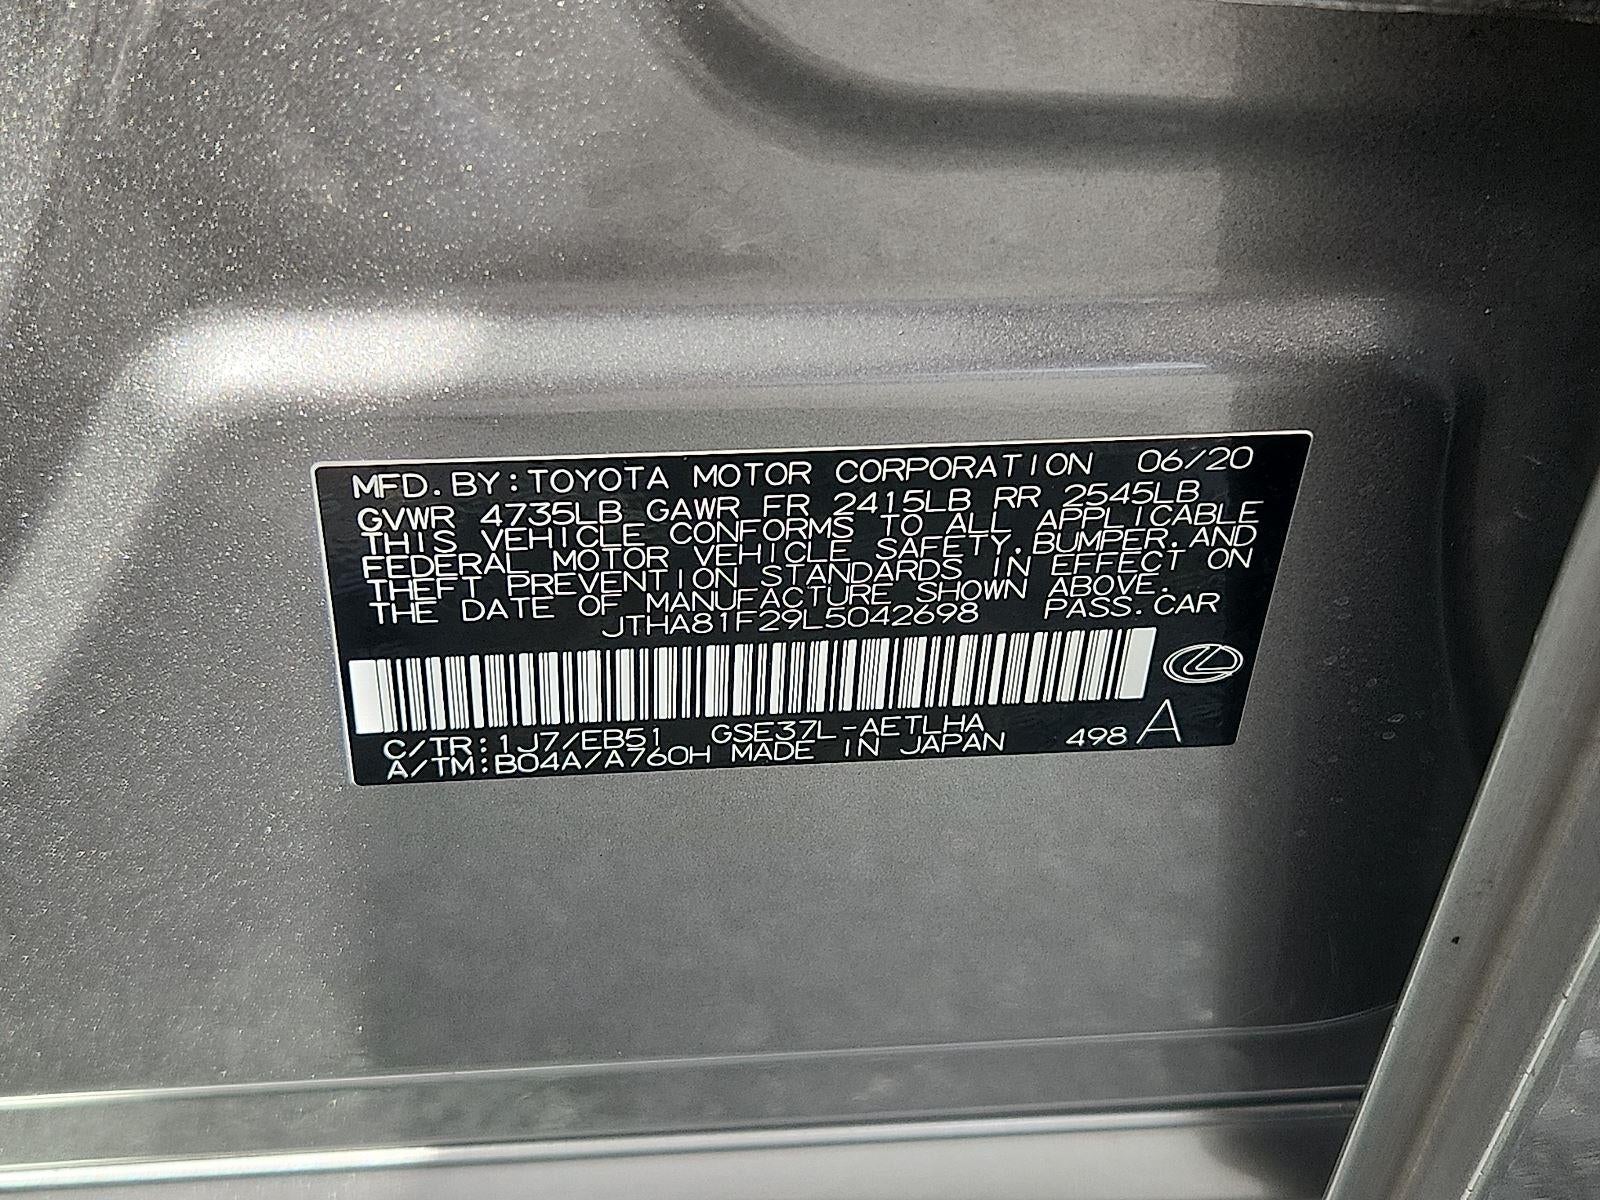 MFD. BY: TOYOTA MOTOR CORPORATION 06/20
GVWR 4735LB GAWR FR 2415LB RR 2545LB
THIS VEHICLE CONFORMS TO ALL APPLICABLE
FEDERAL MOTOR VEHICLE SAFETY, BUMPER, AND
THEFT PREVENTION STANDARDS IN EFFECT ON
THE DATE OF MANUFACTURE SHOWN ABOVE.
JTHA81F29L5042698 PASS. CAR
C/TR: 1J7/EB51 GSE37L-AETLHA
A/TM: B04A/A760H MADE IN JAPAN 498 A